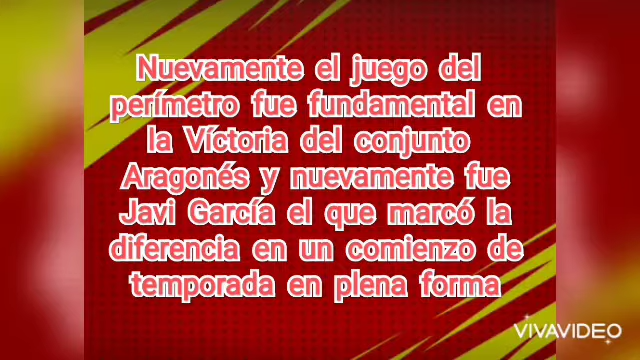 Nuevamente el juego del
perímetro fue fundamental en
la Víctoria del conjunto
Aragonés y nuevamente fue
Javi García el que marcó la
diferencia en un comienzo de
temporada en plena forma
VIVAVIDEO